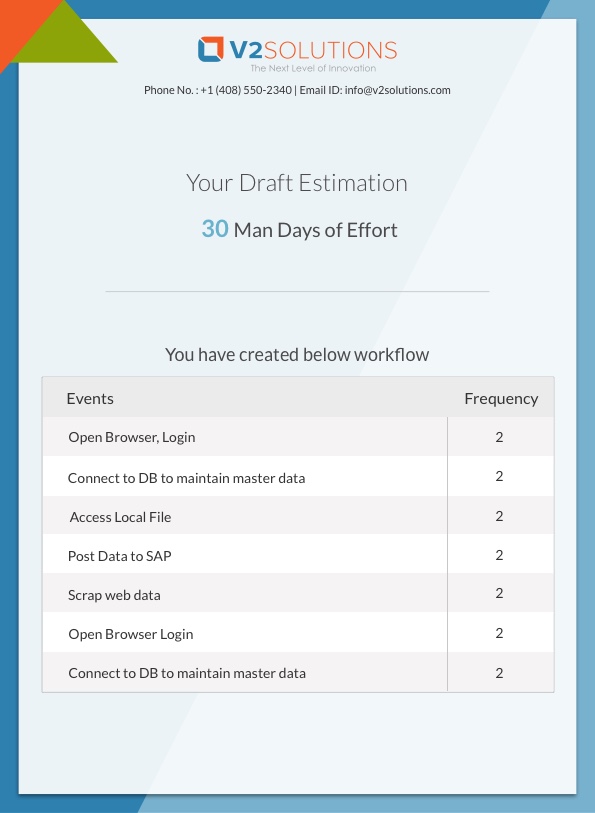 V2SOLUTIONS
The Next Level of Innovation
Phone No. : +1 (408) 550-2340 | Email ID: info@v2solutions.com
Your Draft Estimation
30 Man Days of Effort
You have created below workflow
Events Frequency
Open Browser, Login 2
Connect to DB to maintain master data 2
Access Local File 2
Post Data to SAP 2
Scrap web data 2
Open Browser Login 2
Connect to DB to maintain master data 2